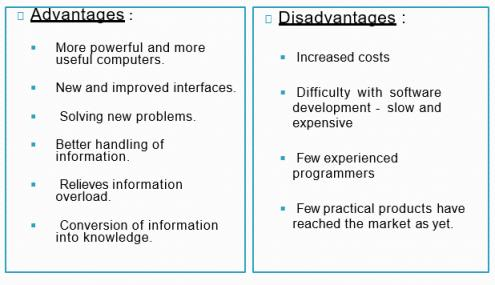 Advantages :
More powerful and more
useful computers.
New and improved interfaces.
Solving new problems.
Better handling of
information.
Relieves information
overload.
Conversion of information
into knowledge.
Disadvantages :
Increased costs
Difficulty with software
development - slow and
expensive
Few experienced
programmers
Few practical products have
reached the market as yet.